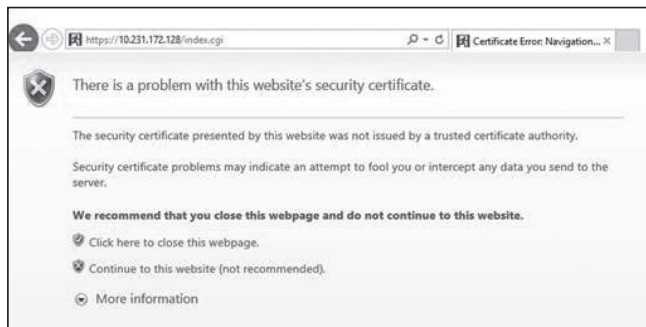 https://10.231.172.128/index.cgi
Certificate Error: Navigation...
There is a problem with this website's security certificate.
The security certificate presented by this website was not issued by a trusted certificate authority.
Security certificate problems may indicate an attempt to fool you or intercept any data you send to the
server.
We recommend that you close this webpage and do not continue to this website.
Click here to close this webpage.
Continue to this website (not recommended).
More information